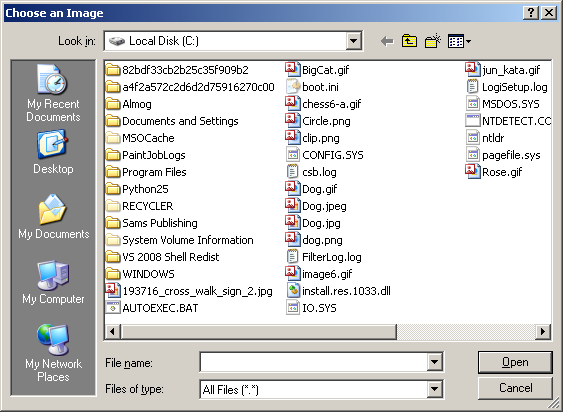 Choose an Image
Look in: Local Disk (C:)
My Recent
Documents
Desktop
My Documents
My Computer
My Network
Places
82bdf33cb2b25c35f909b2
a4f2a572c2d6d2d75916270c00
Almog
Documents and Settings
MSOCache
PaintJobLogs
Program Files
Python25
RECYCLER
Sams Publishing
System Volume Information
VS 2008 Shell Redist
WINDOWS
193716_cross_walk_sign_2.jpg
AUTOEXEC.BAT
BigCat.gif
boot.ini
chess6-a.gif
Circle.png
clip.png
CONFIG.SYS
csb.log
Dog.gif
Dog.jpeg
Dog.jpg
dog.png
FilterLog.log
image6.gif
install.res.1033.dll
IO.SYS
jun_kata.gif
LogiSetup.log
MSDOS.SYS
NTDETECT.CO
ntldr
pagefile.sys
Rose.gif
File name:
Open
Files of type: All Files (*.*)
Cancel